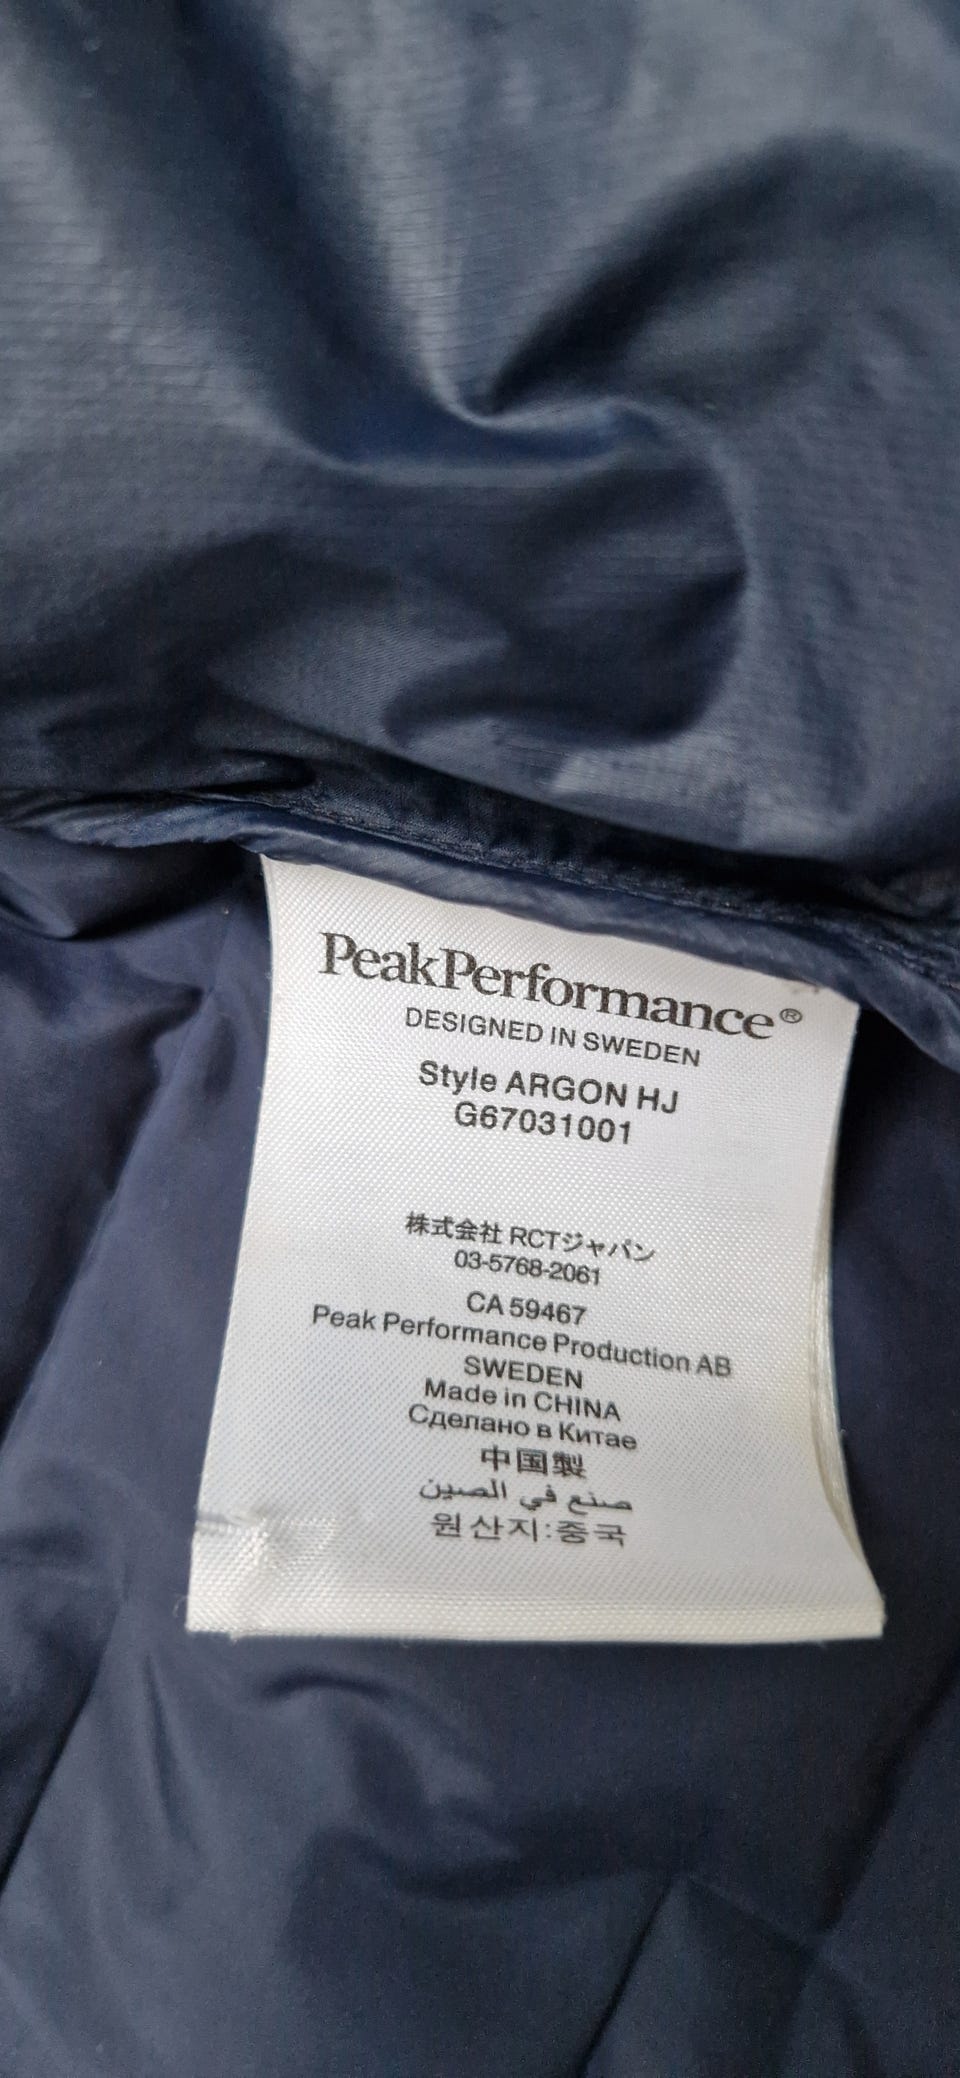 PeakPerformance®
DESIGNED IN SWEDEN
Style ARGON HJ
G67031001
株式会社 RCTジャパン
03-5768-2061
CA 59467
Peak Performance Production AB
SWEDEN
Made in CHINA
Сделано в Китае
中国製
صنع في الصين
원산지:중국